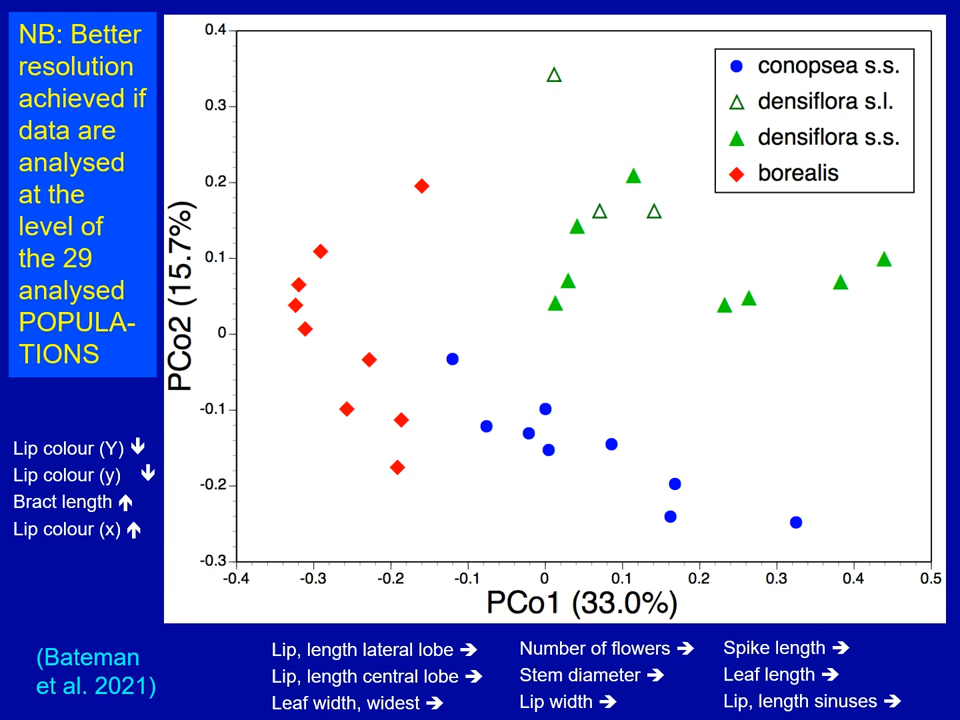 NB: Better
resolution
achieved if
data are
analysed
at the
level of
the 29
analysed
POPULA-
TIONS
Lip colour (Y) 🡫
Lip colour (y) 🡫
Bract length 🡩
Lip colour (x) 🡩
(Bateman
et al. 2021)
0.4
0.3
0.2
0.1
0
-0.1
-0.2
-0.3
PCo2 (15.7%)
conopsea s.s.
densiflora s.l.
densiflora s.s.
borealis
-0.4 -0.3 -0.2 -0.1 0 0.1 0.2 0.3 0.4 0.5
PCo1 (33.0%)
Lip, length lateral lobe ➔
Lip, length central lobe ➔
Leaf width, widest ➔
Number of flowers ➔
Stem diameter ➔
Lip width ➔
Spike length ➔
Leaf length ➔
Lip, length sinuses ➔